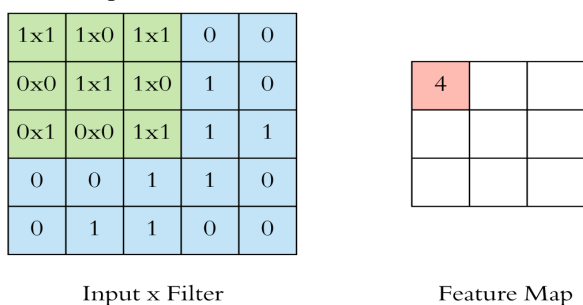 1x1 1x0 1x1 0 0
0x0 1x1 1x0 1 0
4
0x1 0x0 1x1 1 1
0 0 1 1 0
0 1 1 0 0
Input x Filter
Feature Map